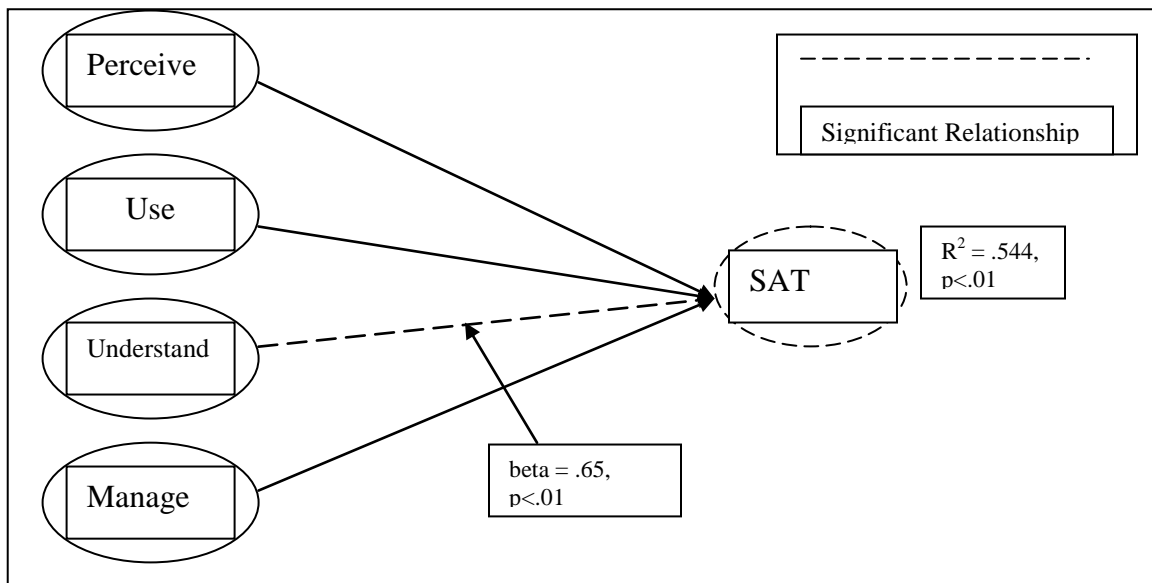 Perceive
Use
Understand
Manage
Significant Relationship
SAT
R² = .544,
p<.01
beta = .65,
p<.01